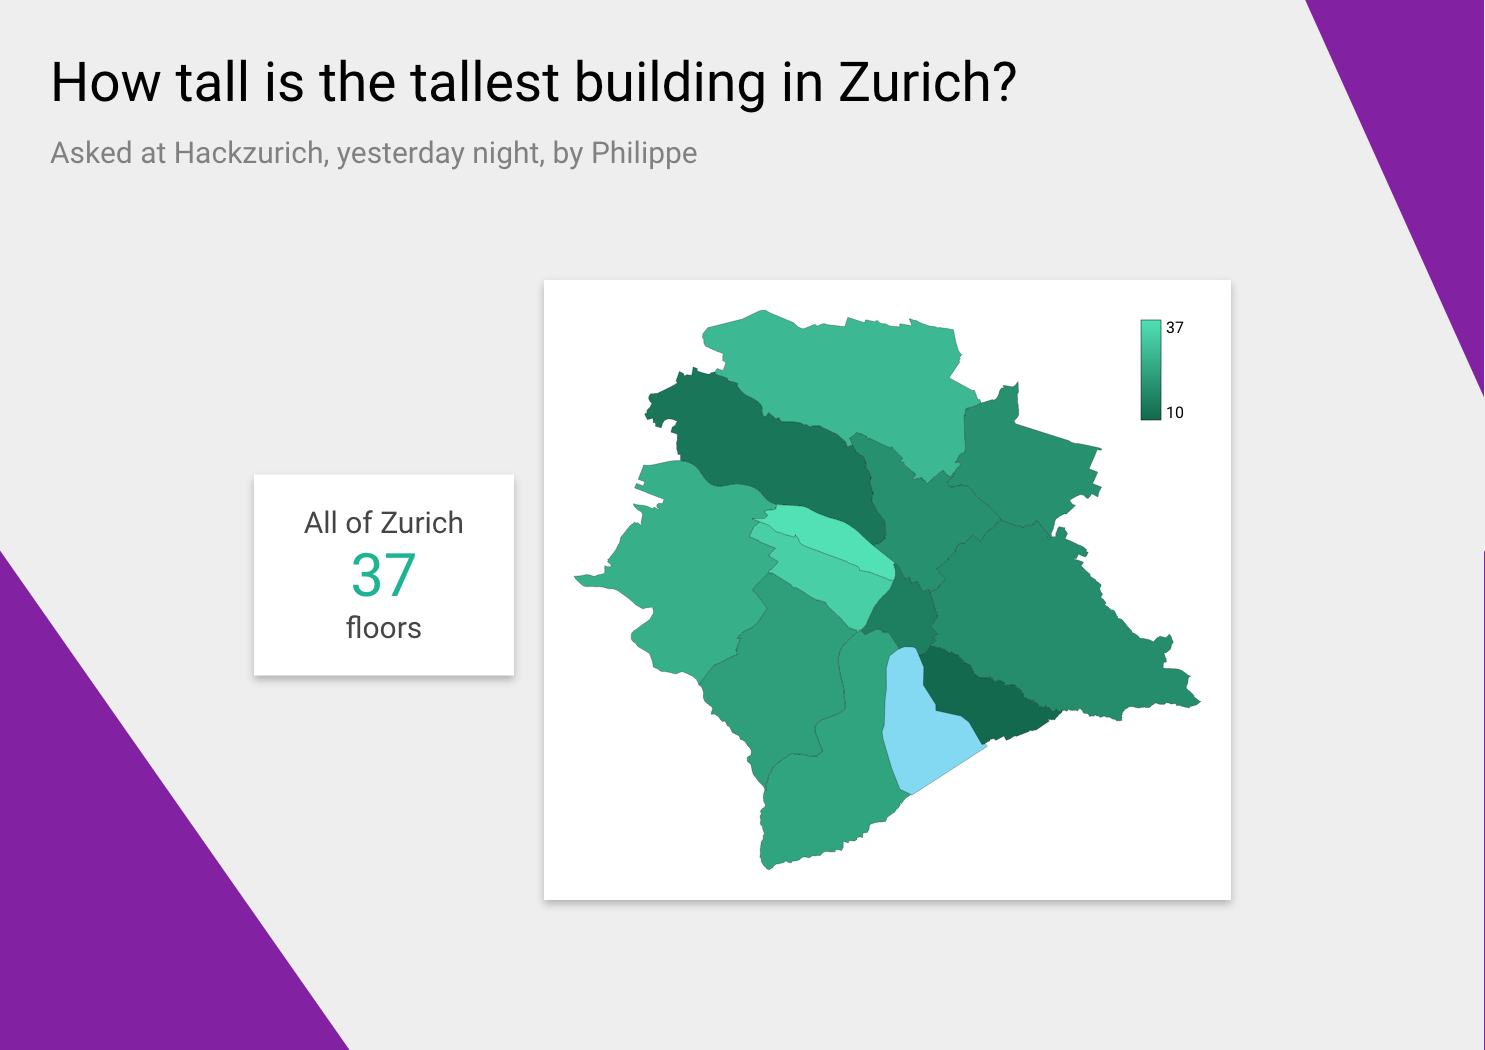 How tall is the tallest building in Zurich?
Asked at Hackzurich, yesterday night, by Philippe
37
10
All of Zurich
37
floors